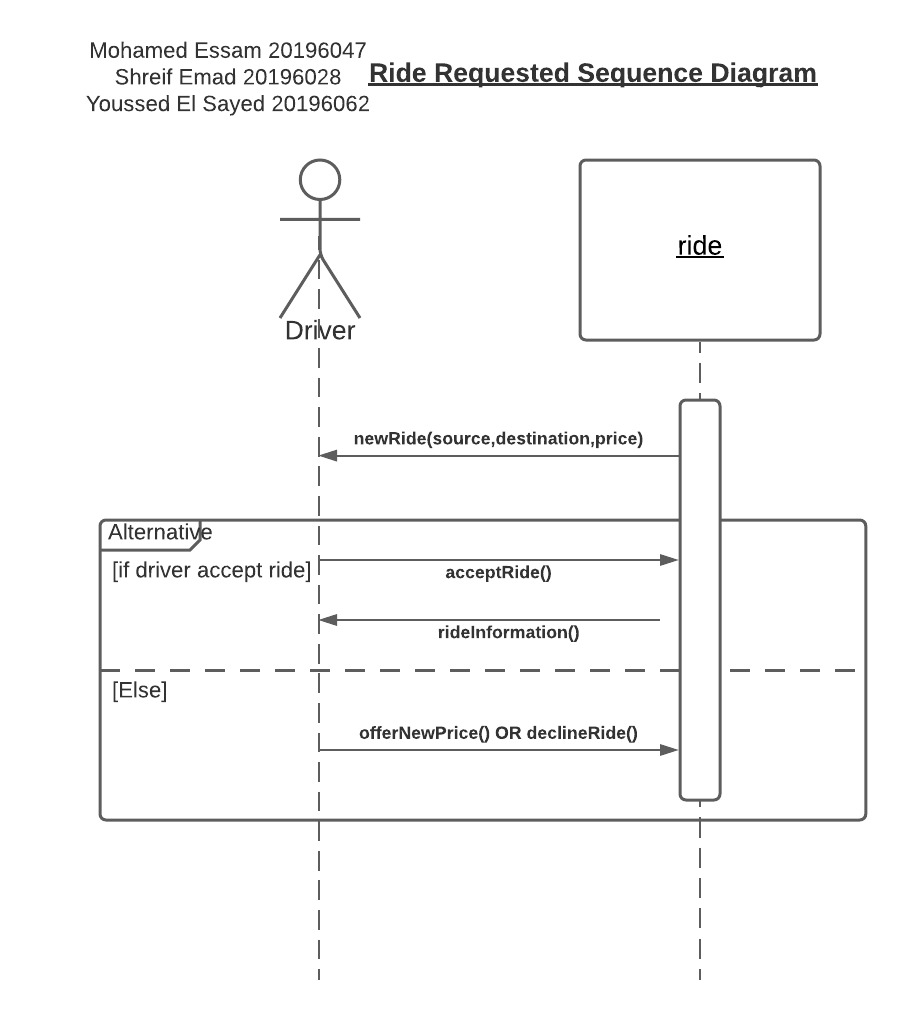 Mohamed Essam 20196047
Shreif Emad 20196028
Youssed El Sayed 20196062
Ride Requested Sequence Diagram
Driver
ride
newRide(source,destination,price)
Alternative
[if driver accept ride]
acceptRide()
rideInformation()
[Else]
offerNewPrice() OR declineRide()